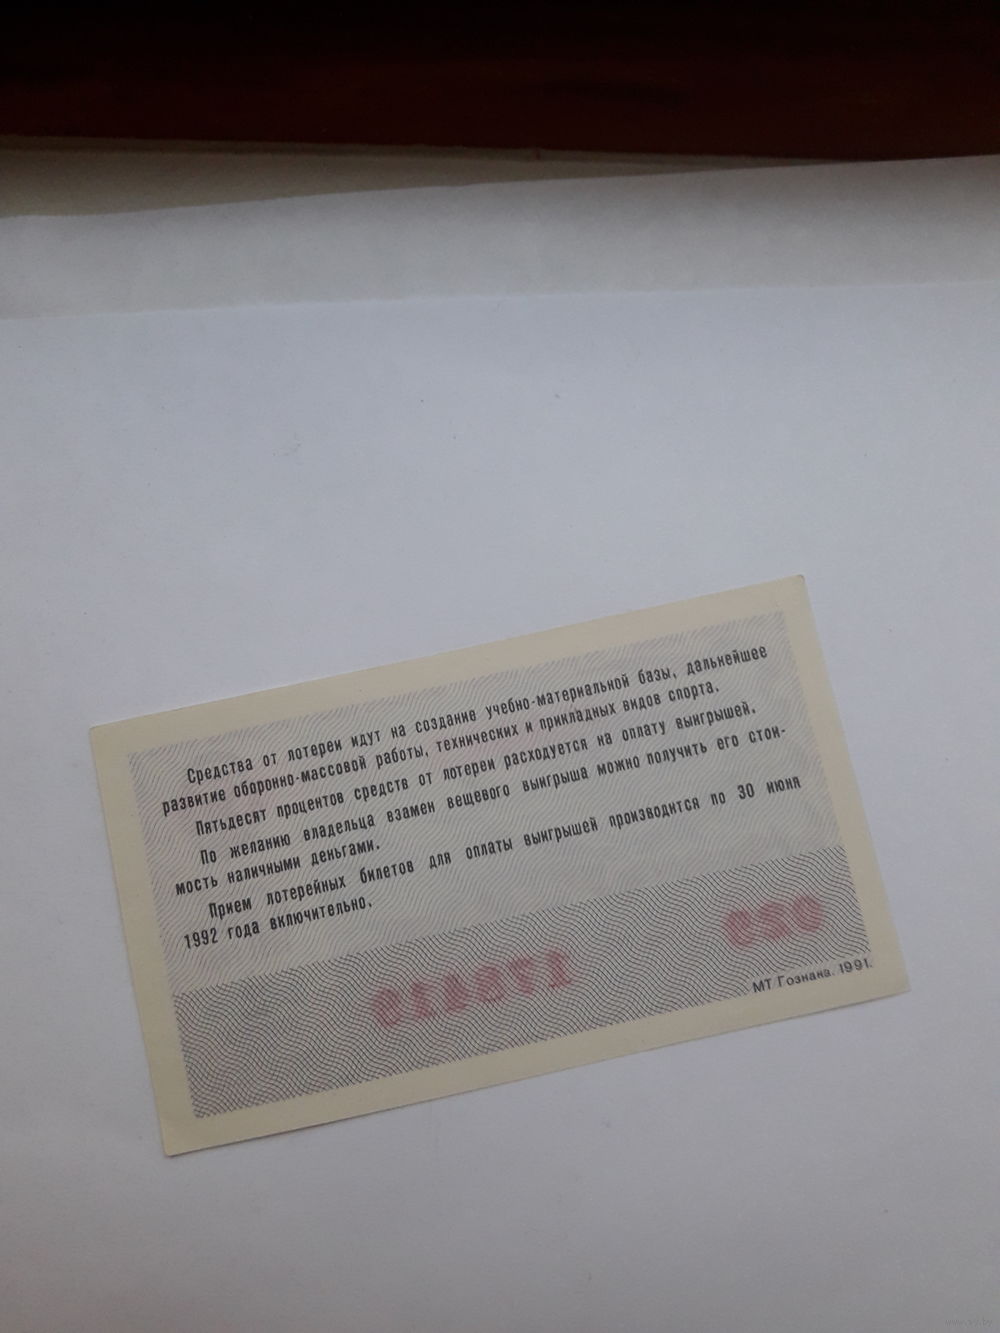 Средства от лотереи идут на создание учебно-материальной базы, дальнейшее
развитие оборонно-массовой работы, технических и прикладных видов спорта.
Пятьдесят процентов средств от лотереи расходуется на оплату выигрышей.
По желанию владельца взамен вещевого выигрыша можно получить его стои-
мость наличными деньгами.
Прием лотерейных билетов для оплаты выигрышей производится по 30 июня
1992 года включительно.
МТ Гознака. 1991.